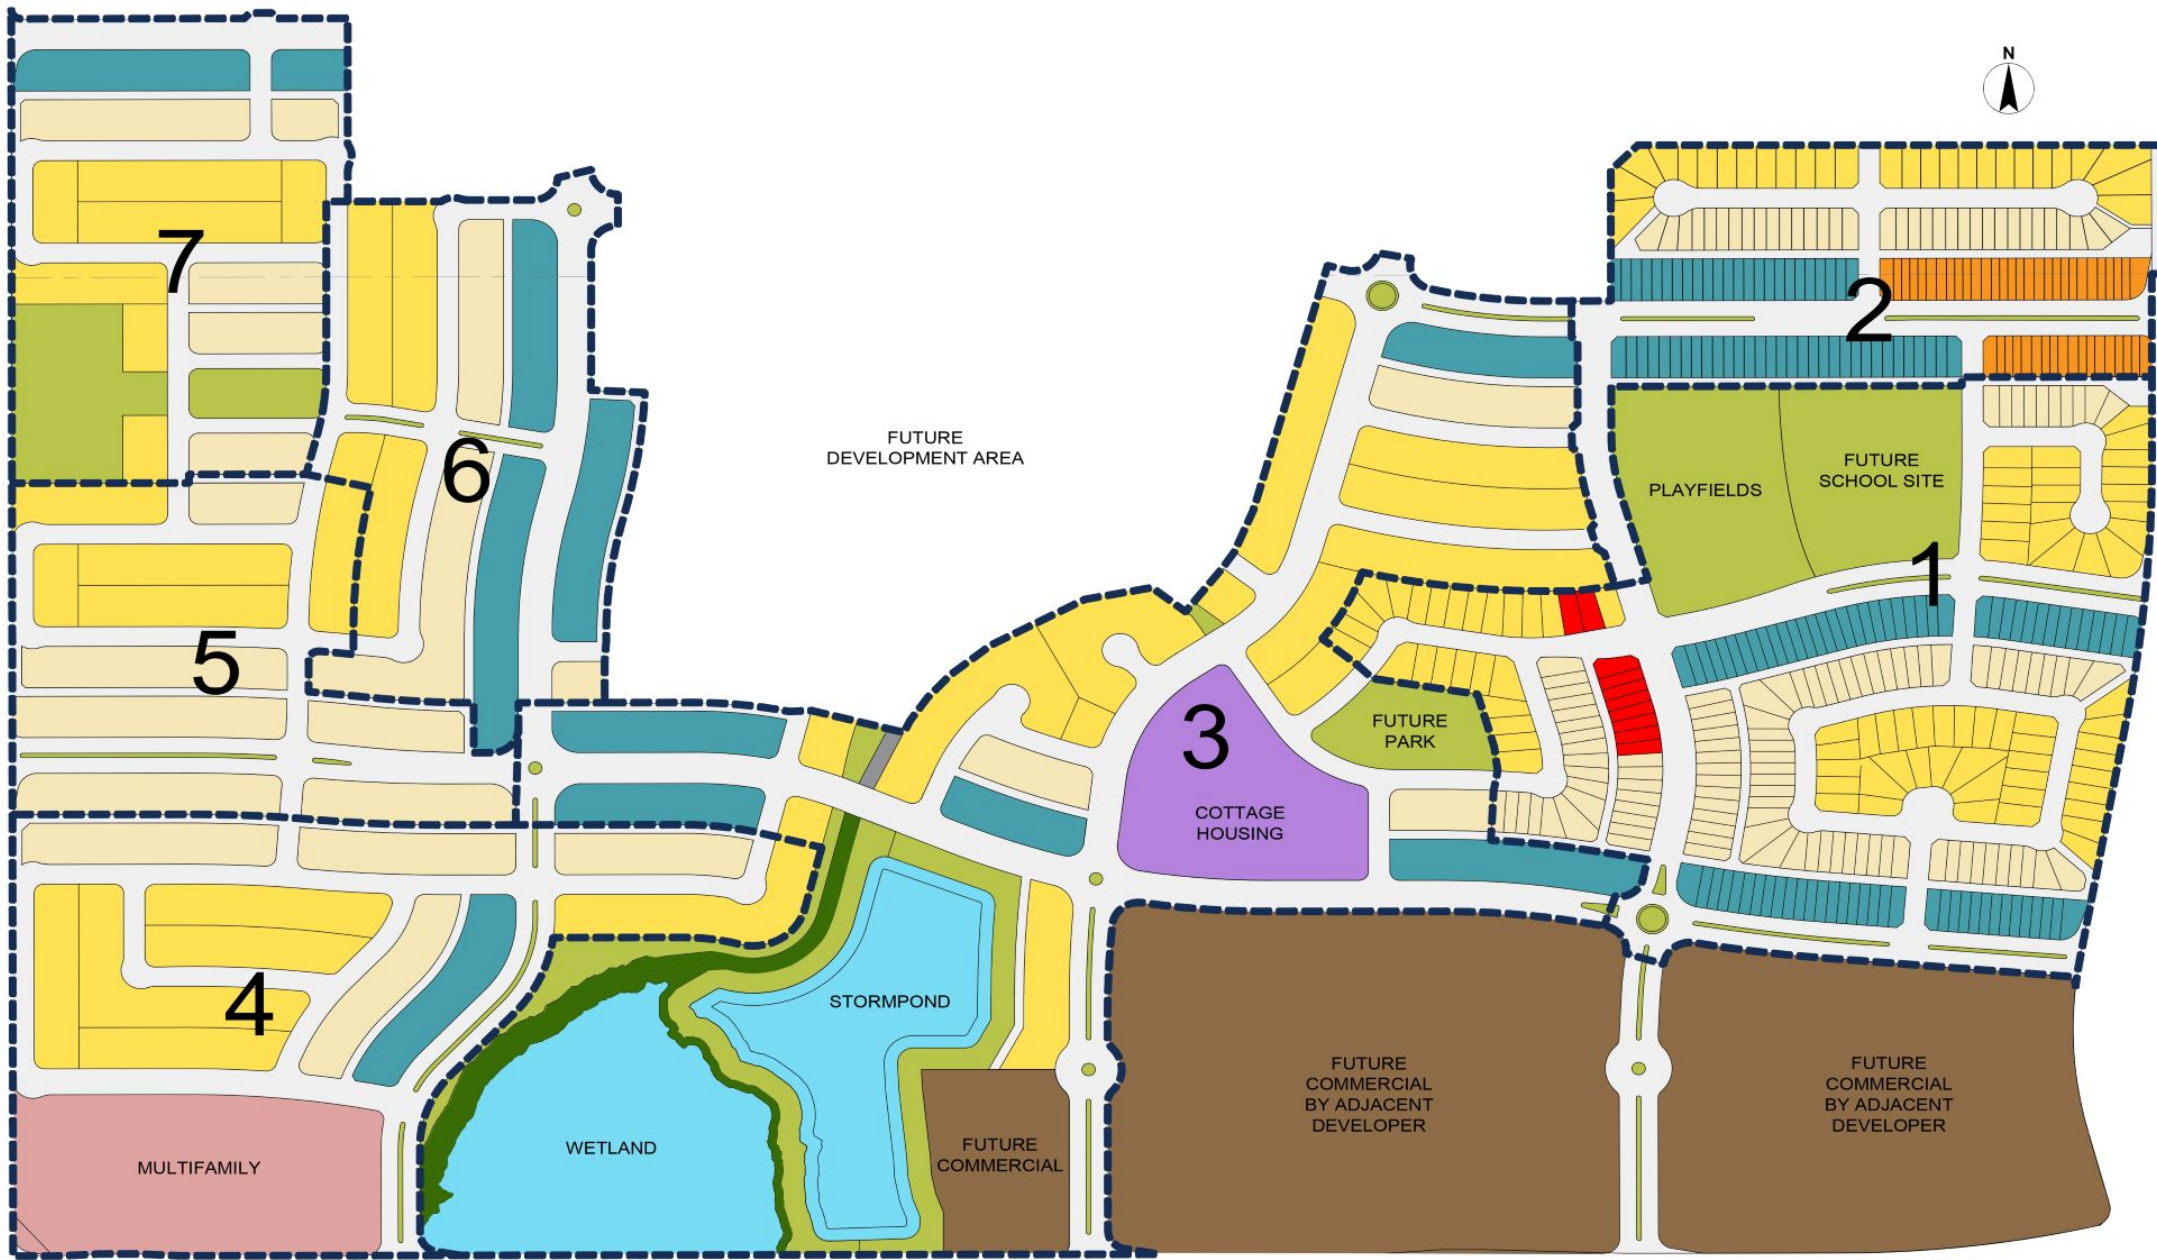 N
7
2
6
FUTURE
DEVELOPMENT AREA
PLAYFIELDS
FUTURE
SCHOOL SITE
1
5
3
FUTURE
PARK
COTTAGE
HOUSING
4
STORMPOND
WETLAND
MULTIFAMILY
FUTURE
COMMERCIAL
FUTURE
COMMERCIAL
BY ADJACENT
DEVELOPER
FUTURE
COMMERCIAL
BY ADJACENT
DEVELOPER